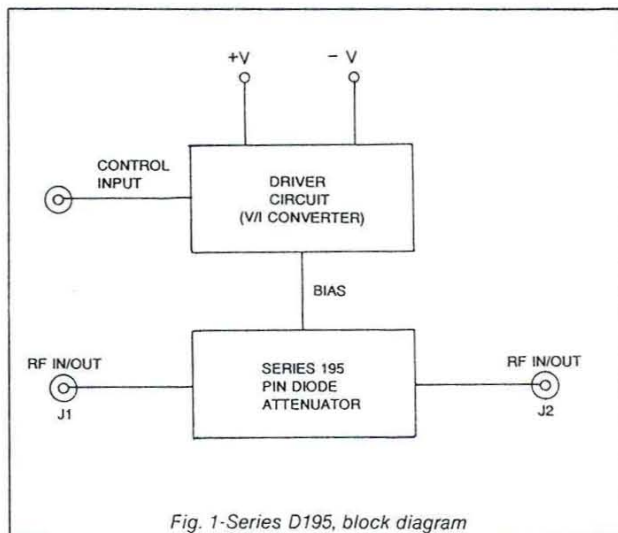 +V
– V
CONTROL
INPUT
DRIVER
CIRCUIT
(V/I CONVERTER)
BIAS
RF IN/OUT
J1
SERIES 195
PIN DIODE
ATTENUATOR
RF IN/OUT
J2
Fig. 1-Series D195, block diagram